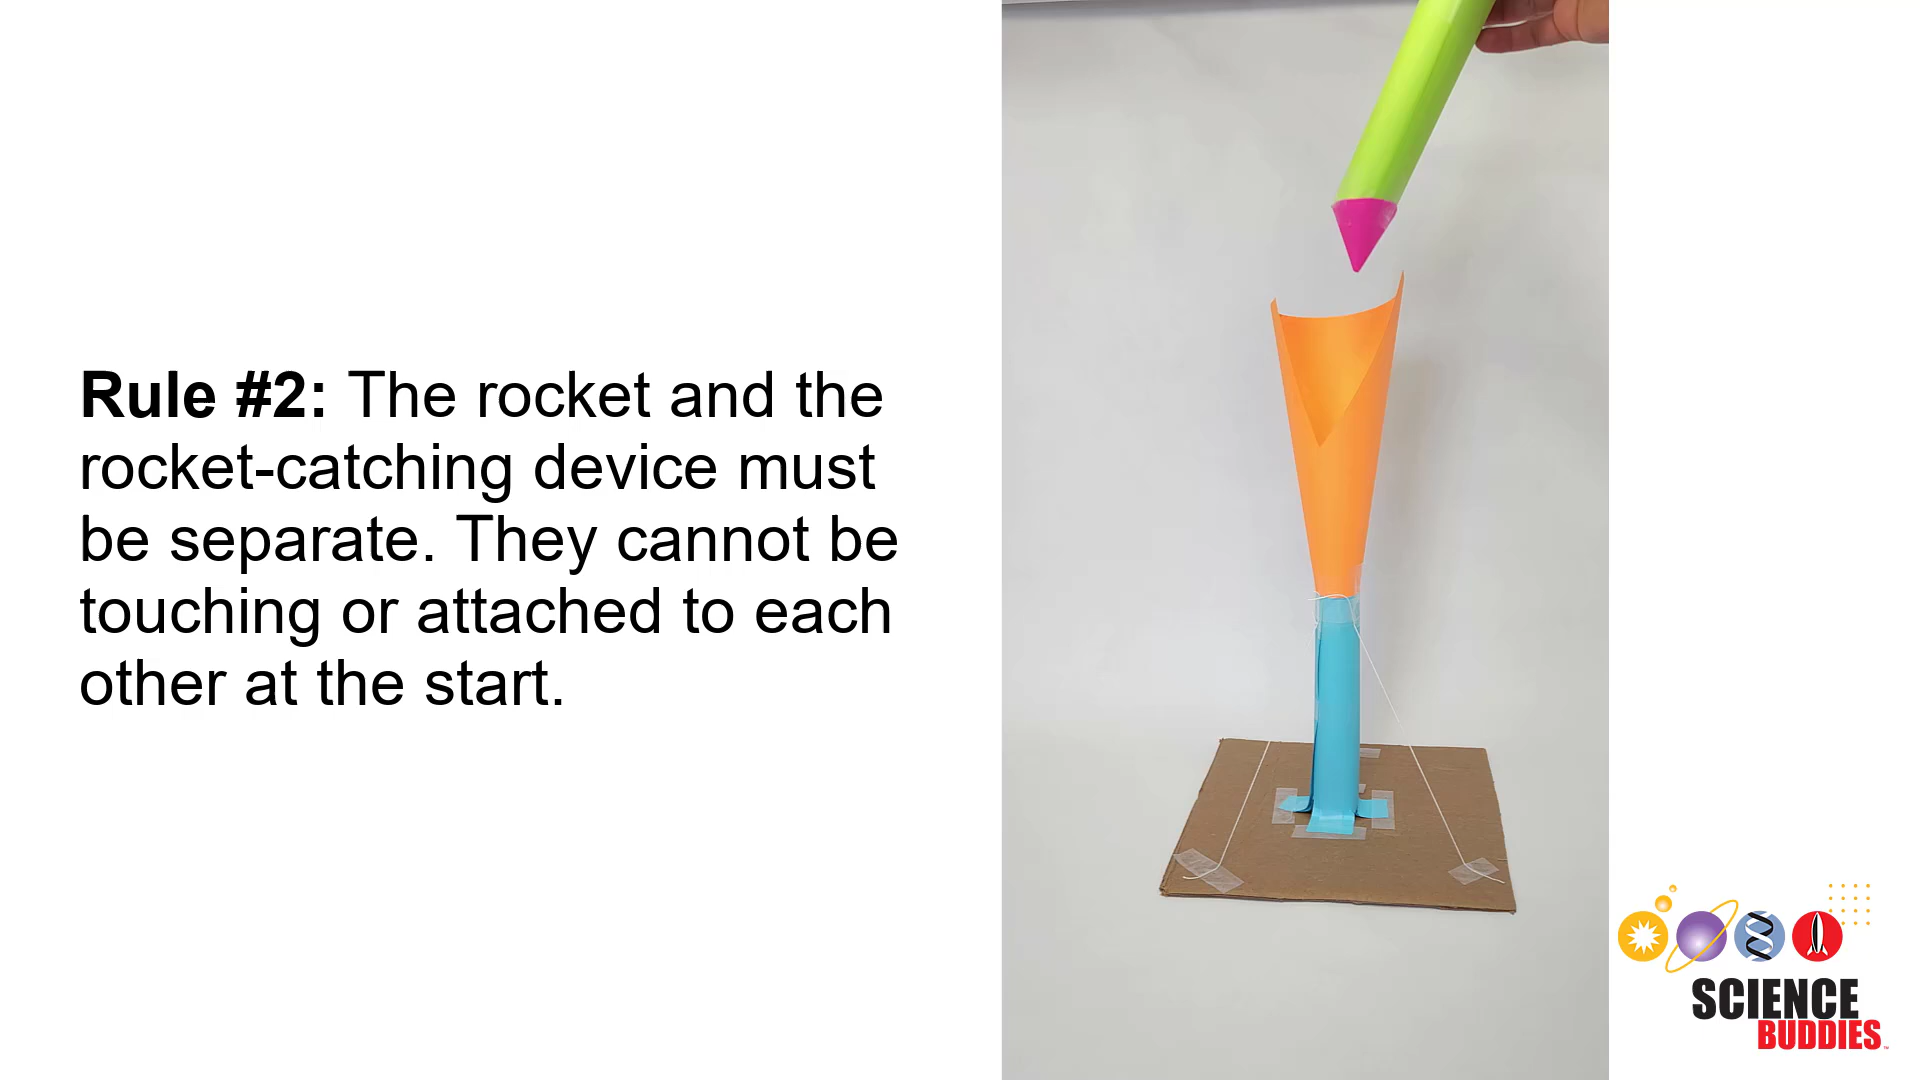 Rule #2: The rocket and the
rocket-catching device must
be separate. They cannot be
touching or attached to each
other at the start.
SCIENCE
BUDDIES